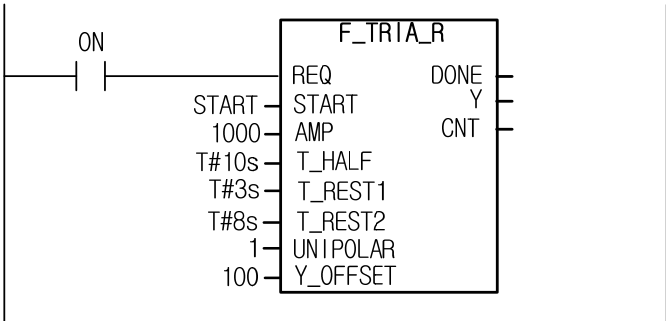 F_TRIA_R
ON
REQ DONE
START START Y
1000 AMP CNT
T#10s T_HALF
T#3s T_REST1
T#8s T_REST2
1 UNIPOLAR
100 Y_OFFSET